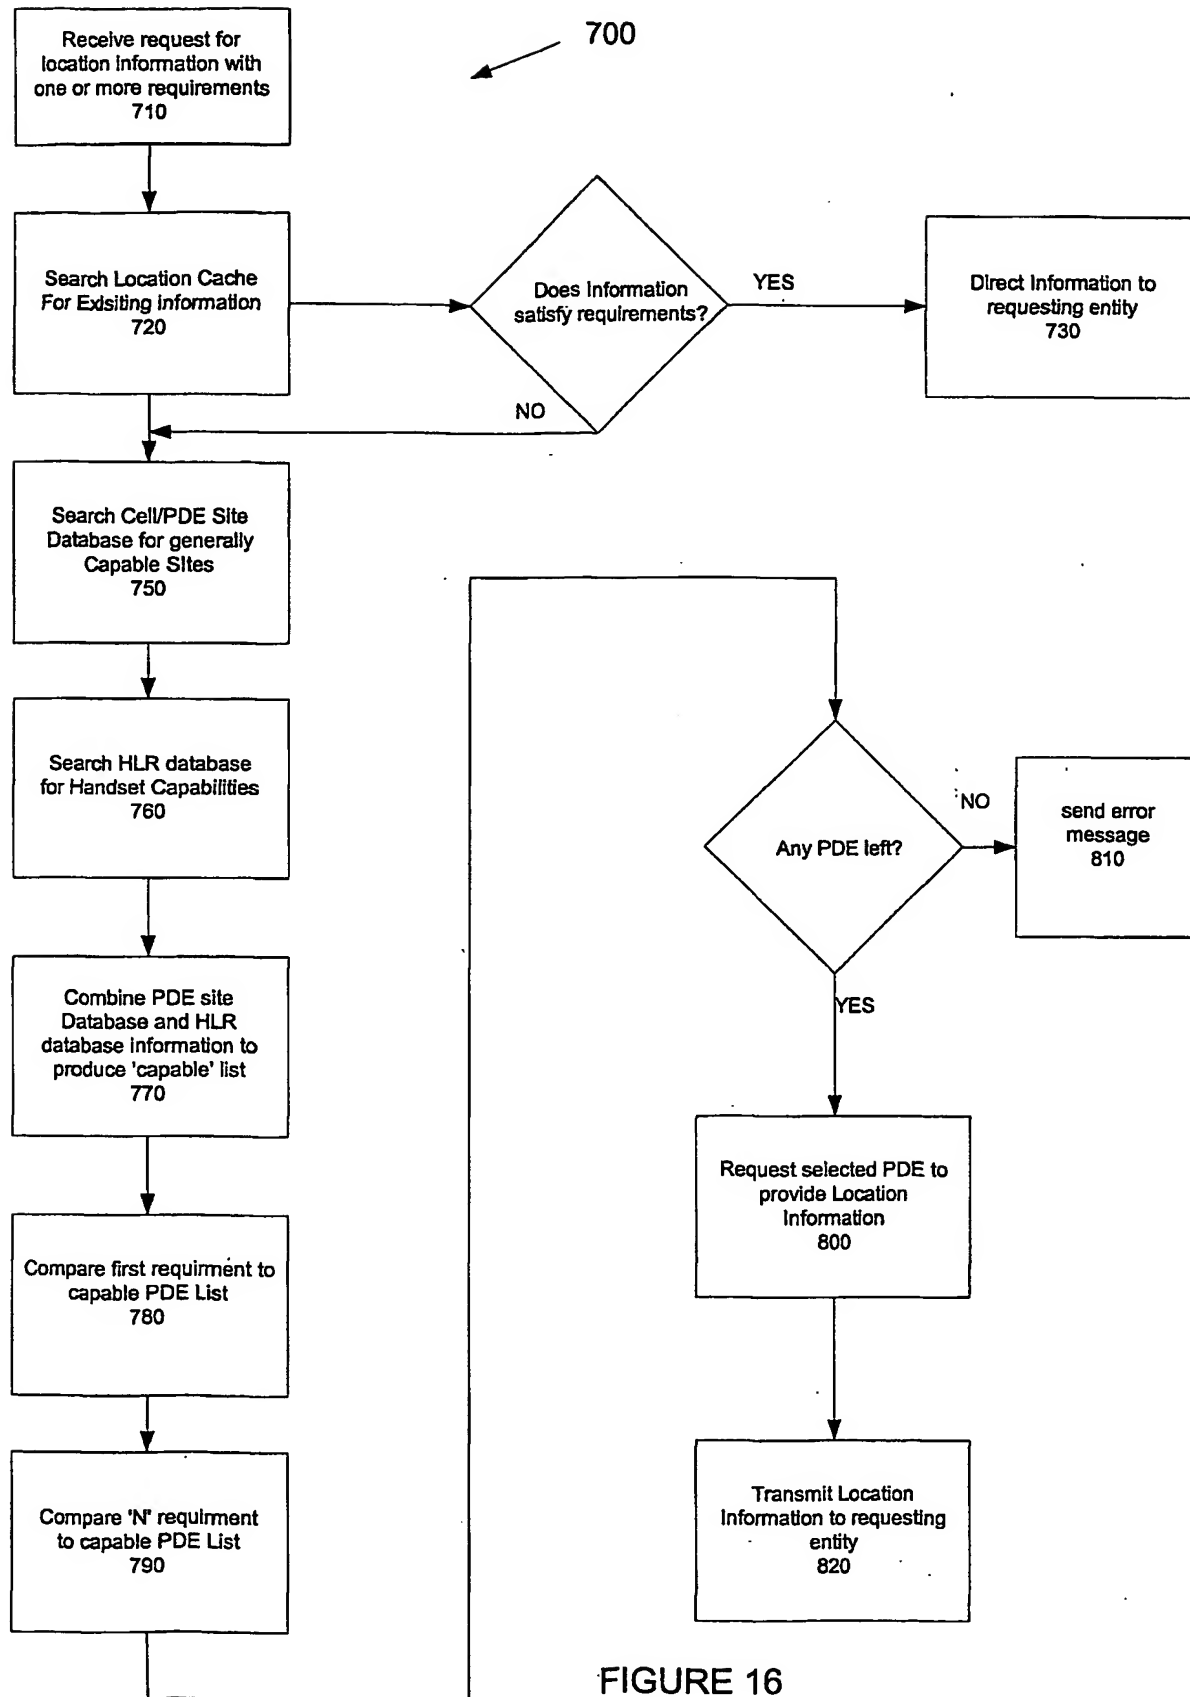 Receive request for
location information with
one or more requirements
710
700
Search Location Cache
For Exisiting information
720
Does Information
satisfy requirements?
YES
Direct Information to
requesting entity
730
NO
Search Cell/PDE Site
Database for generally
Capable Sites
750
Search HLR database
for Handset Capabilities
760
Combine PDE site
Database and HLR
database information to
produce 'capable' list
770
Compare first requirment to
capable PDE List
780
Compare 'N' requirment
to capable PDE List
790
Any PDE left?
NO
send error
message
810
YES
Request selected PDE to
provide Location
Information
800
Transmit Location
Information to requesting
entity
820
FIGURE 16